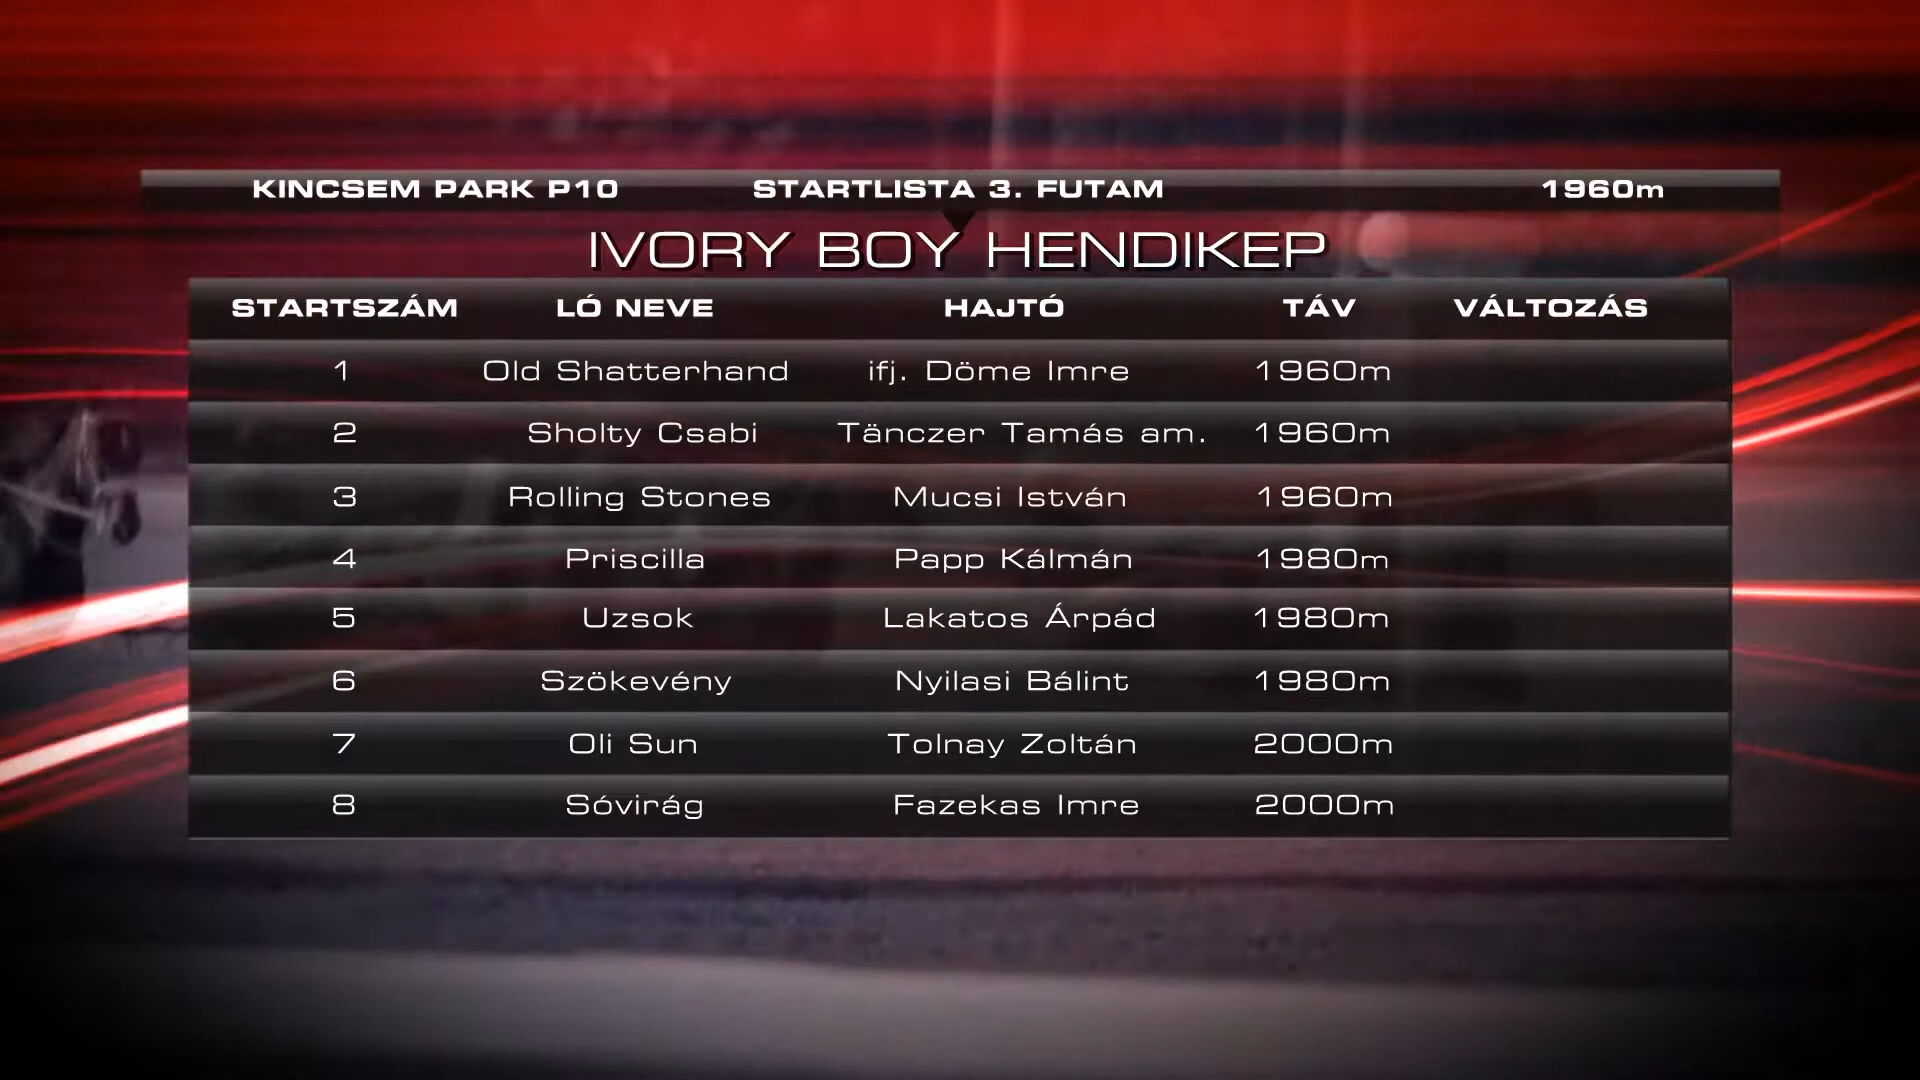 KINCSEM PARK P10 STARTLISTA 3. FUTAM 1960m
IVORY BOY HENDIKEP
STARTSZÁM LÓ NEVE HAJTÓ TÁV VÁLTOZÁS
1 Old Shatterhand ifj. Döme Imre 1960m
2 Sholty Csabi Tänczer Tamás am. 1960m
3 Rolling Stones Mucsi István 1960m
4 Priscilla Papp Kálmán 1980m
5 Uzsok Lakatos Árpád 1980m
6 Szökevény Nyilasi Bálint 1980m
7 Oli Sun Tolnay Zoltán 2000m
8 Sóvirág Fazekas Imre 2000m